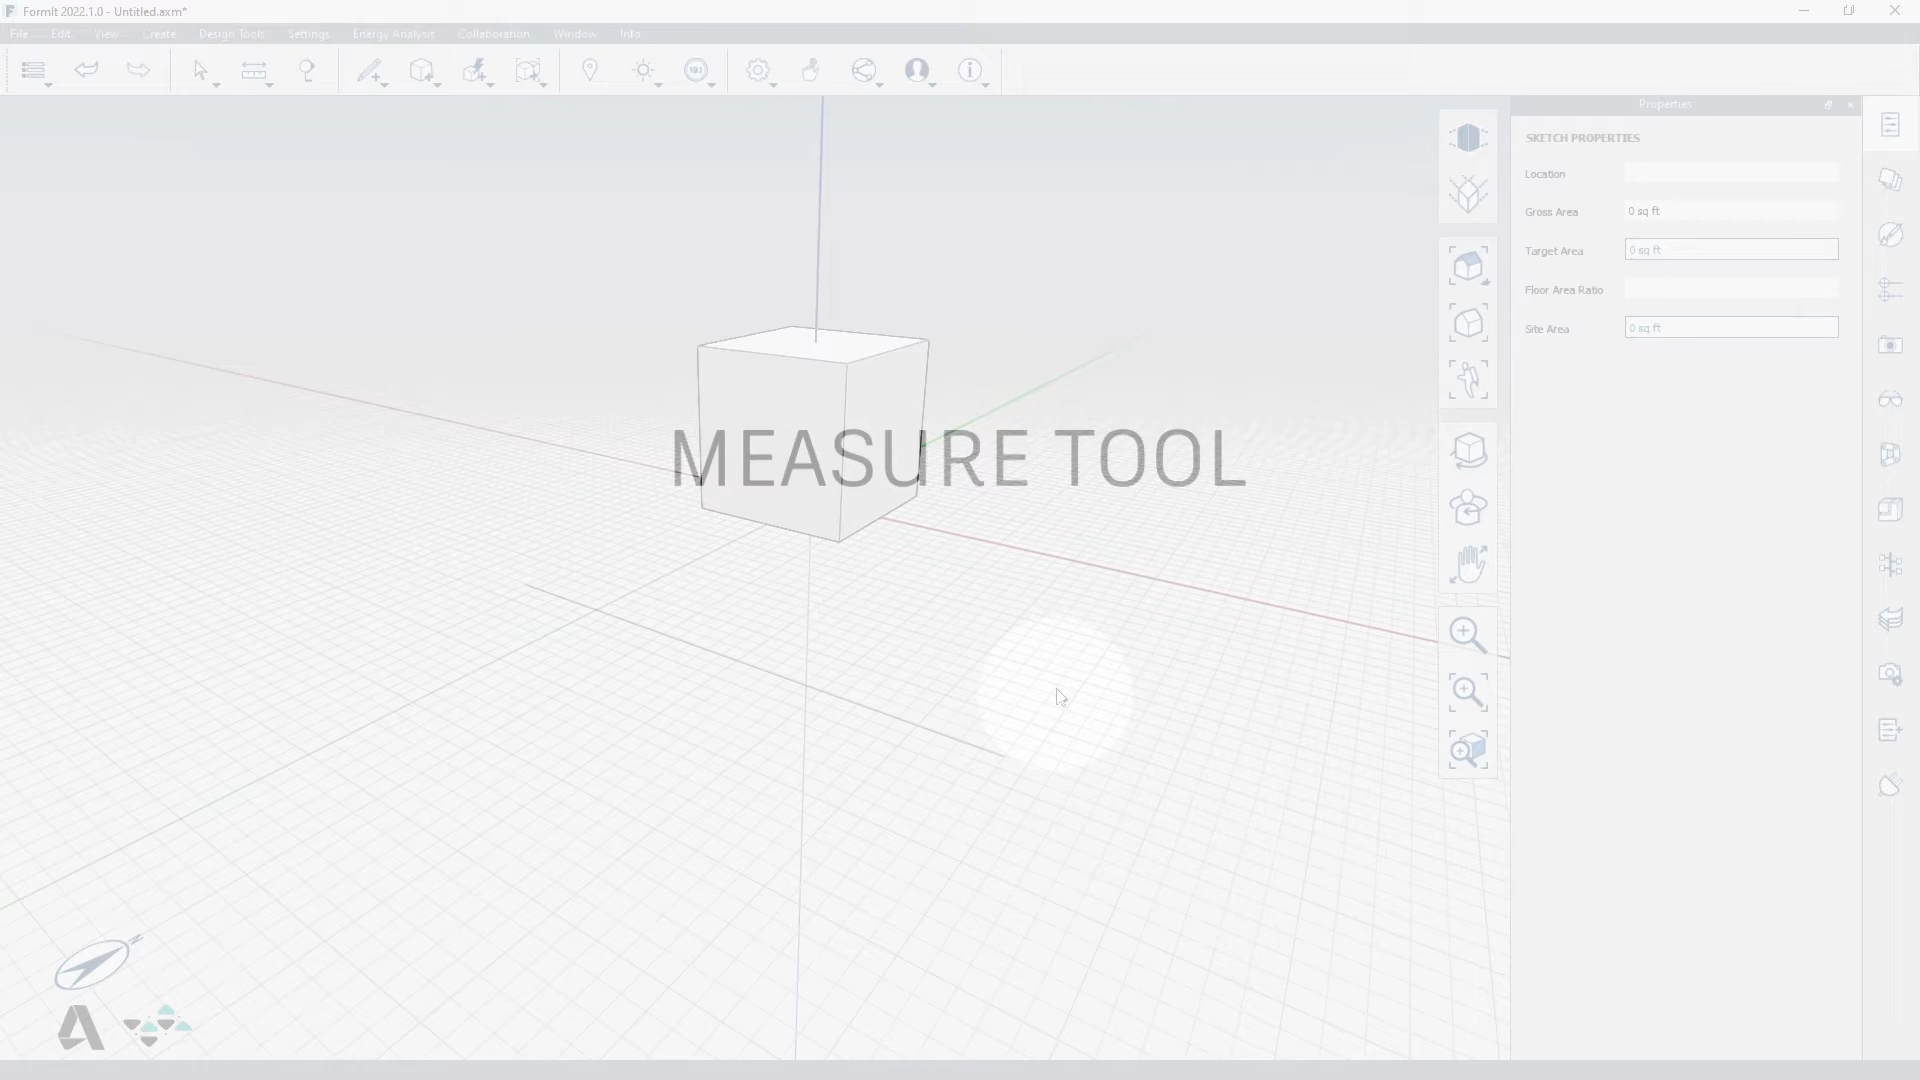 FormIt 2022.1.0 - Untitled.axm*
File Edit View Create Design Tools Settings Energy Analysis Collaboration Window Info
Properties
SKETCH PROPERTIES
Location
Gross Area 0 sq ft
Target Area 0 sq ft
Floor Area Ratio
Site Area 0 sq ft
MEASURE TOOL